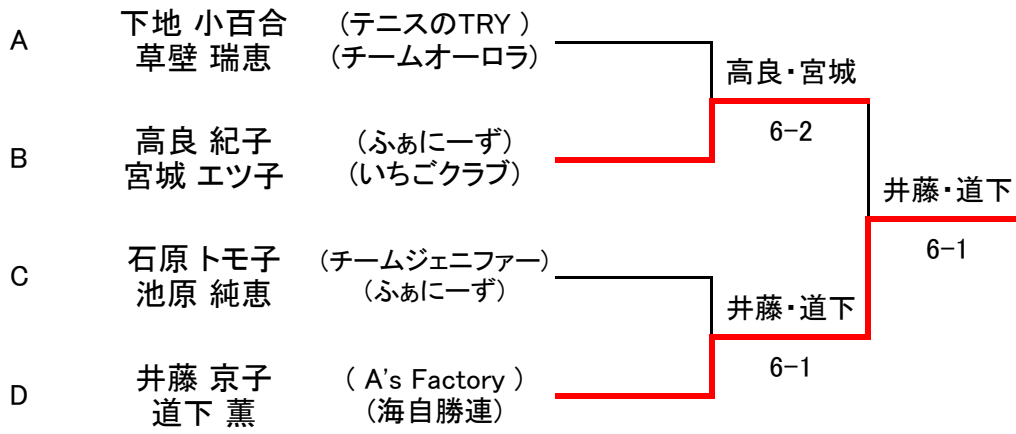 A
下地 小百合 (テニスのTRY )
草壁 瑞恵 (チームオーロラ)
高良・宮城
6-2
B
高良 紀子 (ふぁにーず)
宮城 エツ子 (いちごクラブ)
井藤・道下
6-1
C
石原 トモ子 (チームジェニファー)
池原 純恵 (ふぁにーず)
井藤・道下
6-1
D
井藤 京子 ( A's Factory )
道下 薫 (海自勝連)